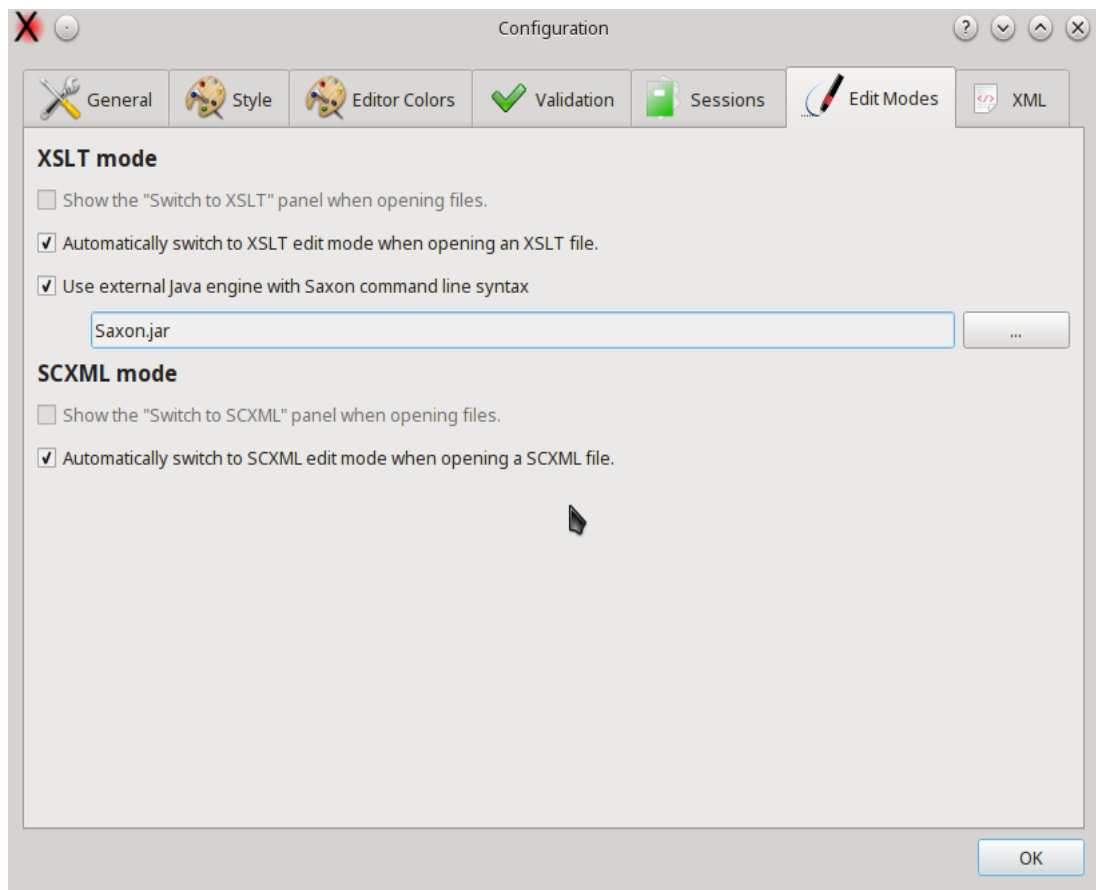 Configuration
General Style Editor Colors Validation Sessions Edit Modes XML
XSLT mode
Show the "Switch to XSLT" panel when opening files.
Automatically switch to XSLT edit mode when opening an XSLT file.
Use external Java engine with Saxon command line syntax
Saxon.jar ...
SCXML mode
Show the "Switch to SCXML" panel when opening files.
Automatically switch to SCXML edit mode when opening a SCXML file.
OK